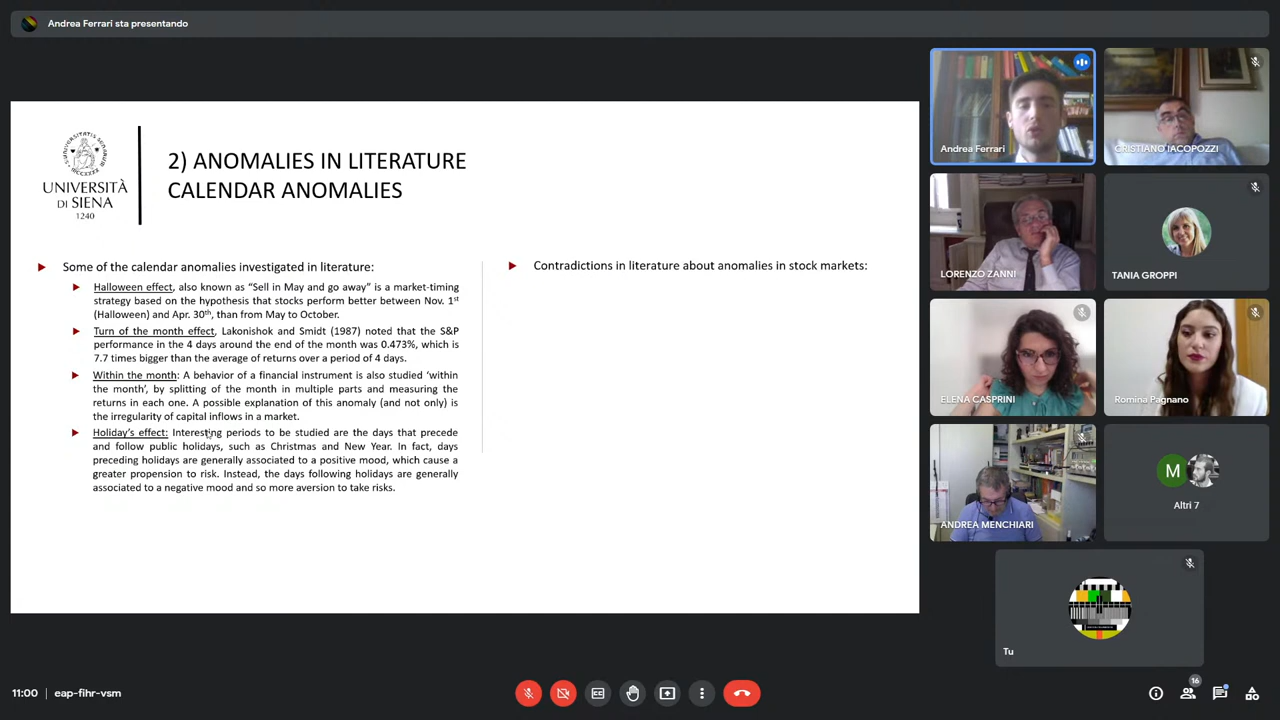 Andrea Ferrari sta presentando
UNIVERSITÀ
DI SIENA
1240
2) ANOMALIES IN LITERATURE
CALENDAR ANOMALIES
Some of the calendar anomalies investigated in literature:
Halloween effect, also known as “Sell in May and go away” is a market-timing
strategy based on the hypothesis that stocks perform better between Nov. 1st
(Halloween) and Apr. 30th, than from May to October.
Turn of the month effect, Lakonishok and Smidt (1987) noted that the S&P
performance in the 4 days around the end of the month was 0.473%, which is
7.7 times bigger than the average of returns over a period of 4 days.
Within the month: A behavior of a financial instrument is also studied ‘within
the month’, by splitting of the month in multiple parts and measuring the
returns in each one. A possible explanation of this anomaly (and not only) is
the irregularity of capital inflows in a market.
Holiday’s effect: Interesting periods to be studied are the days that precede
and follow public holidays, such as Christmas and New Year. In fact, days
preceding holidays are generally associated to a positive mood, which cause a
greater propension to risk. Instead, the days following holidays are generally
associated to a negative mood and so more aversion to take risks.
Contradictions in literature about anomalies in stock markets:
Andrea Ferrari
CRISTIANO IACOPOZZI
LORENZO ZANNI
TANIA GROPPI
ELENA CASPRINI
Romina Pagnano
ANDREA MENCHIARI
M
Altri 7
Tu
11:00 | eap-fihr-vsm
16